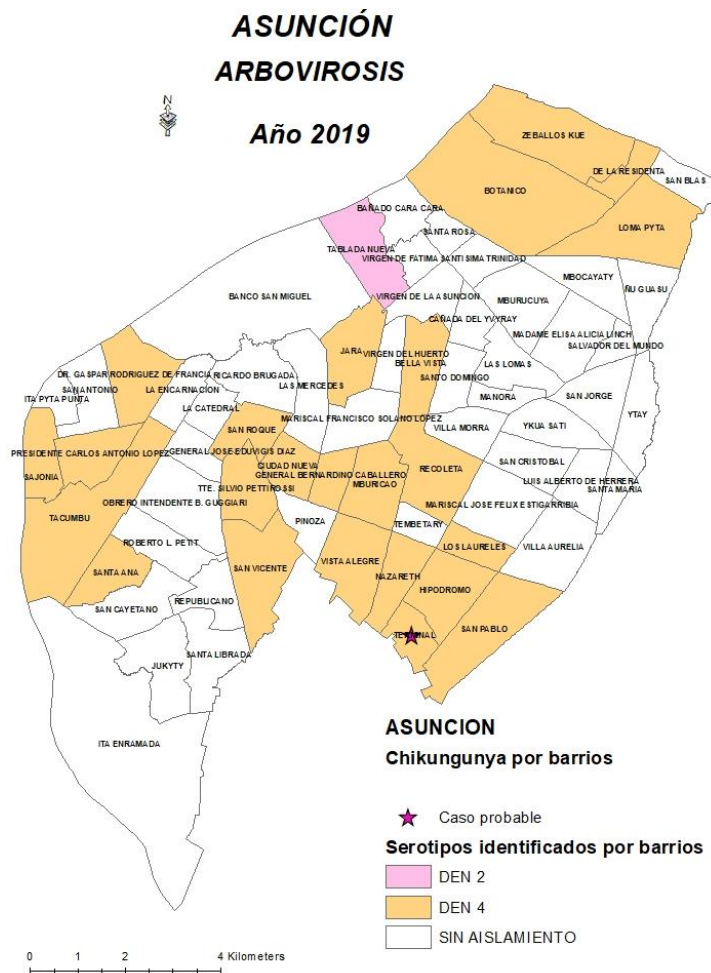 ASUNCIÓN
ARBOVIROSIS
Año 2019
N
ZEBALLOS KUE
DE LA RESIDENTA
SAN BLAS
BOTANICO
BAÑADO CARA CARA
LOMA PYTA
SANTA ROSA
TABLADA NUEVA
VIRGEN DE FATIMA
SANTISIMA TRINIDAD
MBOCAYATY
ÑU GUASU
BANCO SAN MIGUEL
VIRGEN DE LA ASUNCION
MBURUCUYA
CAÑADA DEL YVYRAY
MADAME ELISA ALICIA LINCH
SALVADOR DEL MUNDO
JARA
VIRGEN DEL HUERTO
BELLA VISTA
LAS LOMAS
SANTO DOMINGO
DR. GASPAR RODRIGUEZ DE FRANCIA
RICARDO BRUGADA
SAN ANTONIO
LA ENCARNACION
LAS MERCEDES
ITA PYTA PUNTA
MANORA
SAN JORGE
LA CATEDRAL
MARISCAL FRANCISCO SOLANO LOPEZ
YTAY
SAN ROQUE
VILLA MORRA
YKUA SATI
PRESIDENTE CARLOS ANTONIO LOPEZ
GENERAL JOSE EDUVIGIS DIAZ
SAN CRISTOBAL
CIUDAD NUEVA
RECOLETA
SAJONIA
GENERAL BERNARDINO CABALLERO
MBURICAO
LUIS ALBERTO DE HERRERA
TTE. SILVIO PETTIROSSI
SANTA MARIA
OBRERO INTENDENTE B. GUGGIARI
MARISCAL JOSE FELIX ESTIGARRIBIA
TACUMBU
PINOZA
TEMBETARY
ROBERTO L. PETIT
LOS LAURELES
VILLA AURELIA
VISTA ALEGRE
SANTA ANA
SAN VICENTE
NAZARETH
HIPODROMO
REPUBLICANO
SAN CAYETANO
SAN PABLO
TERMINAL
SANTA LIBRADA
JUKYTY
ITA ENRAMADA
ASUNCION
Chikungunya por barrios
Caso probable
Serotipos identificados por barrios
DEN 2
DEN 4
SIN AISLAMIENTO
0 1 2 4 Kilometers